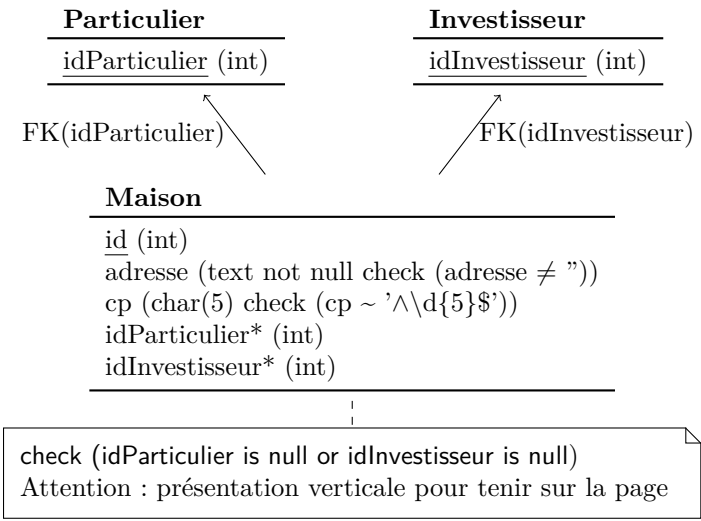 Particulier
Investisseur
idParticulier (int)
idInvestisseur (int)
FK(idParticulier)
FK(idInvestisseur)
Maison
id (int)
adresse (text not null check (adresse ≠ ”))
cp (char(5) check (cp ~ ’∧\d{5}$’))
idParticulier* (int)
idInvestisseur* (int)
check (idParticulier is null or idInvestisseur is null)
Attention : présentation verticale pour tenir sur la page